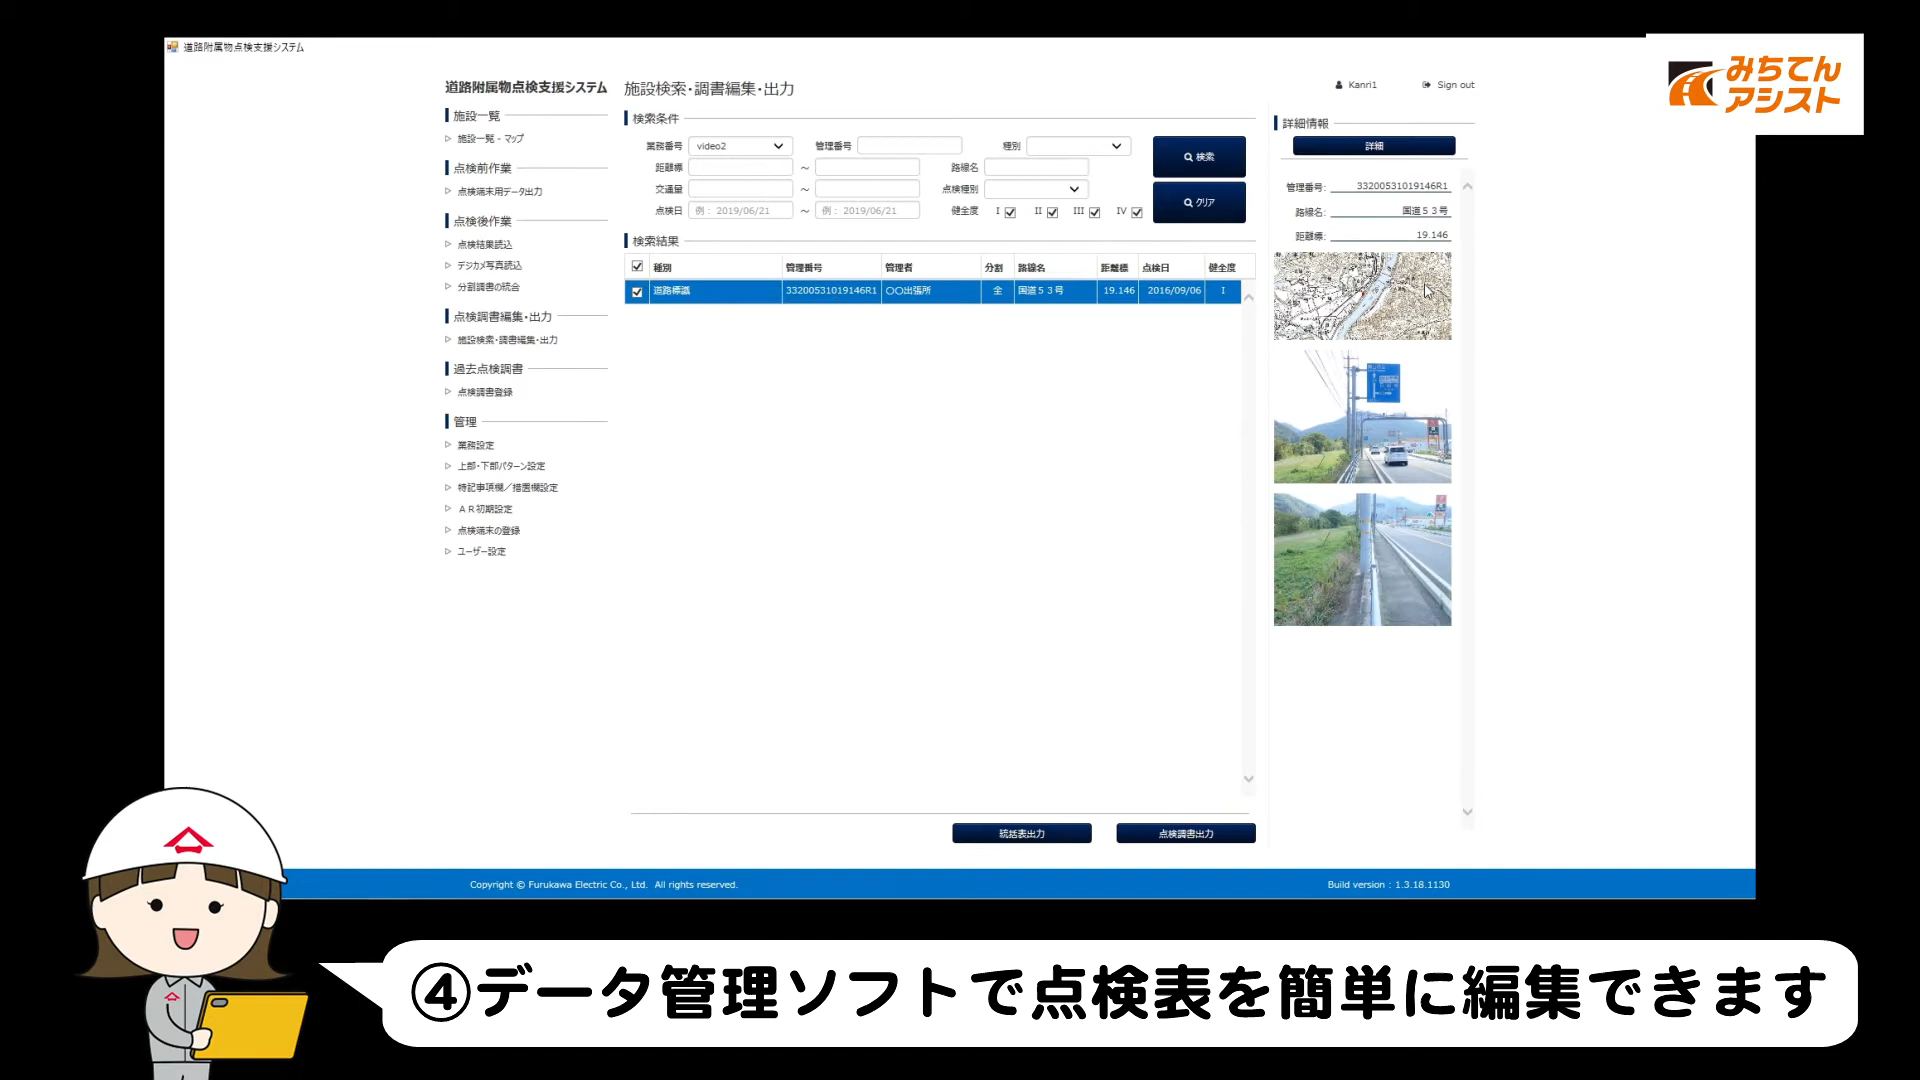 道路附属物点検支援システム
みちてん
アシスト
道路附属物点検支援システム
施設一覧
施設一覧 - マップ
点検前作業
点検端末用データ出力
点検後作業
点検結果読込
デジカメ写真読込
分割調書の統合
点検調書編集・出力
施設検索・調書編集・出力
過去点検調書
点検調書登録
管理
業務設定
上部・下部パターン設定
特記事項欄／措置欄設定
ＡＲ初期設定
点検端末の登録
ユーザー設定
施設検索・調書編集・出力
Kanri1 Sign out
検索条件
業務番号 video2 管理番号 種別
距離標 ～ 路線名
交通量 ～ 点検種別
点検日 例： 2019/06/21 ～ 例： 2019/06/21 健全度 I II III IV
検索
クリア
検索結果
種別 管理番号 管理者 分割 路線名 距離標 点検日 健全度
道路標識 33200531019146R1 〇〇出張所 全 国道５３号 19.146 2016/09/06 I
統括表出力 点検調書出力
詳細情報
詳細
管理番号: 33200531019146R1
路線名: 国道５３号
距離標: 19.146
Copyright © Furukawa Electric Co., Ltd. All rights reserved.
Build version : 1.3.18.1130
④データ管理ソフトで点検表を簡単に編集できます